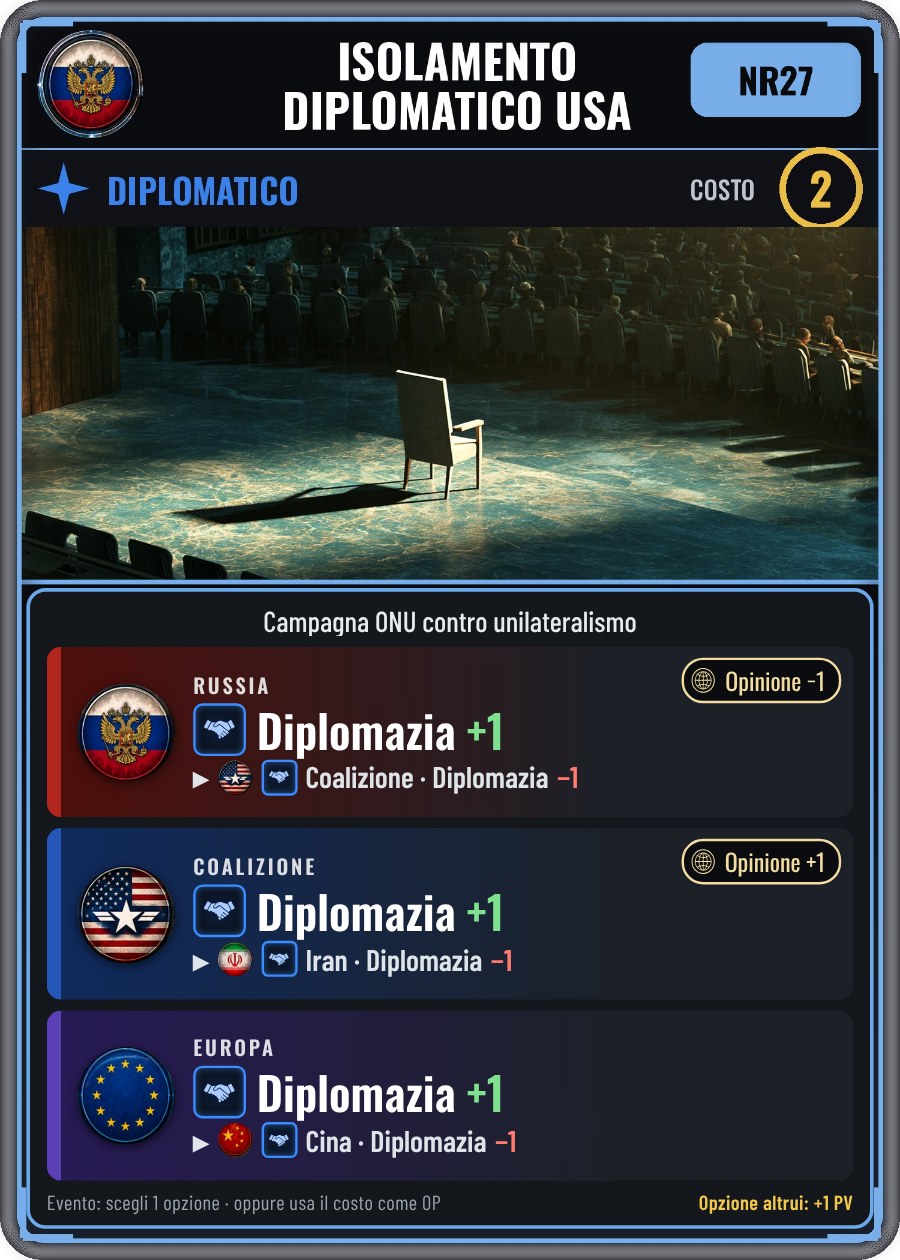 ISOLAMENTO
DIPLOMATICO USA
NR27
DIPLOMATICO
COSTO
2
Campagna ONU contro unilateralismo
RUSSIA
Opinione −1
Diplomazia +1
▶ Coalizione · Diplomazia −1
COALIZIONE
Opinione +1
Diplomazia +1
▶ Iran · Diplomazia −1
EUROPA
Diplomazia +1
▶ Cina · Diplomazia −1
Evento: scegli 1 opzione · oppure usa il costo come OP
Opzione altrui: +1 PV